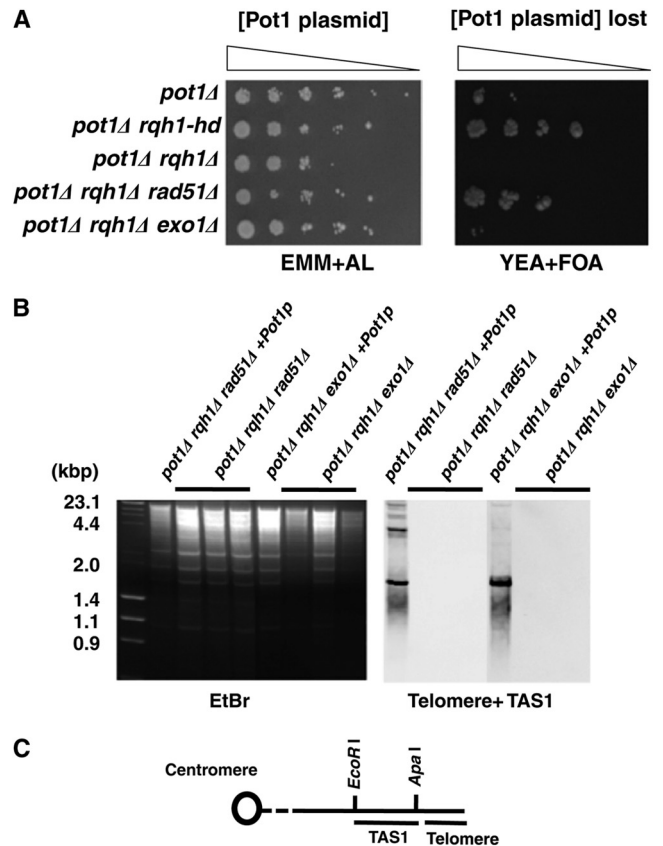 A
[Pot1 plasmid]
[Pot1 plasmid] lost
pot1Δ
pot1Δ rqh1-hd
pot1Δ rqh1Δ
pot1Δ rqh1Δ rad51Δ
pot1Δ rqh1Δ exo1Δ
EMM+AL
YEA+FOA
B
pot1Δ rqh1Δ rad51Δ +Pot1p
pot1Δ rqh1Δ rad51Δ
pot1Δ rqh1Δ exo1Δ +Pot1p
pot1Δ rqh1Δ exo1Δ
pot1Δ rqh1Δ rad51Δ +Pot1p
pot1Δ rqh1Δ rad51Δ
pot1Δ rqh1Δ exo1Δ +Pot1p
pot1Δ rqh1Δ exo1Δ
(kbp)
23.1
4.4
2.0
1.4
1.1
0.9
EtBr
Telomere+ TAS1
C
Centromere
EcoR I
Apa I
TAS1
Telomere